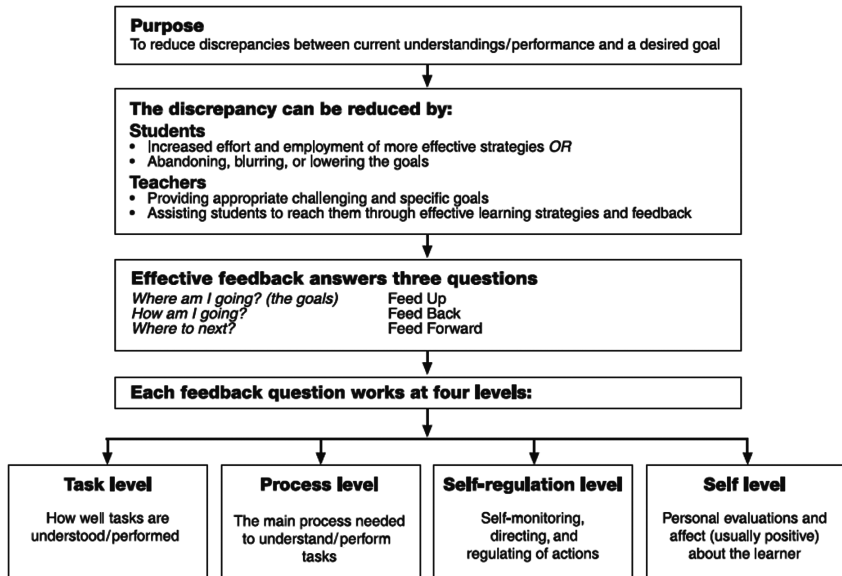 Purpose
To reduce discrepancies between current understandings/performance and a desired goal
The discrepancy can be reduced by:
Students
• Increased effort and employment of more effective strategies OR
• Abandoning, blurring, or lowering the goals
Teachers
• Providing appropriate challenging and specific goals
• Assisting students to reach them through effective learning strategies and feedback
Effective feedback answers three questions
Where am I going? (the goals) Feed Up
How am I going? Feed Back
Where to next? Feed Forward
Each feedback question works at four levels:
Task level
How well tasks are
understood/performed
Process level
The main process needed
to understand/perform
tasks
Self-regulation level
Self-monitoring,
directing, and
regulating of actions
Self level
Personal evaluations and
affect (usually positive)
about the learner